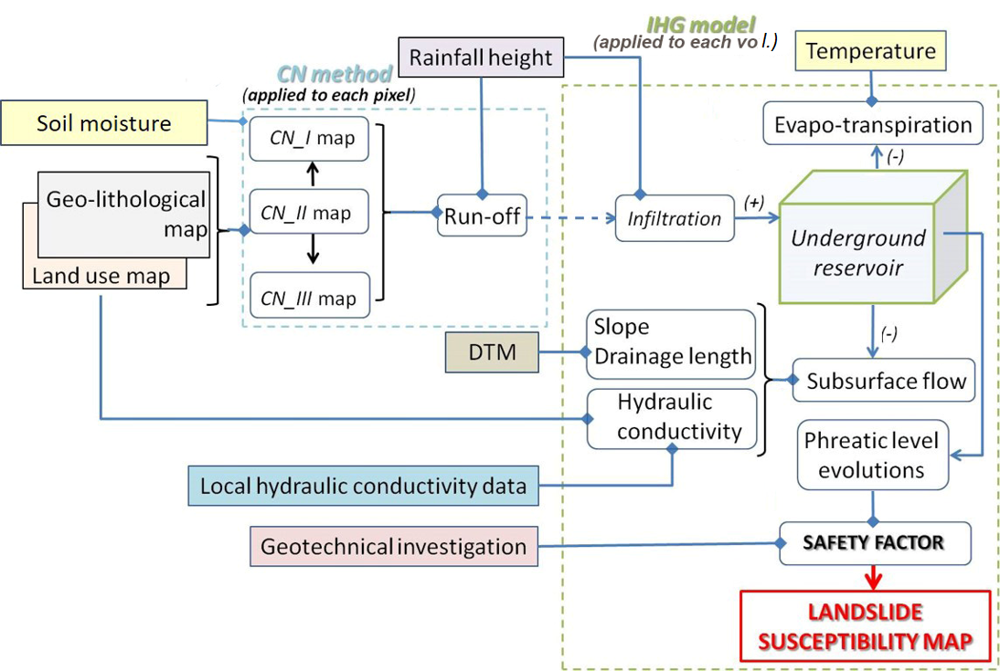 IHG model
(applied to each vo l.)
Rainfall height
Temperature
CN method
(applied to each pixel)
Soil moisture
CN_I map
Evapo-transpiration
(-)
Geo-lithological
map
Land use map
CN_II map
Run-off
Infiltration
(+)
Underground
reservoir
CN_III map
(-)
DTM
Slope
Drainage length
Subsurface flow
Hydraulic
conductivity
Phreatic level
evolutions
Local hydraulic conductivity data
Geotechnical investigation
SAFETY FACTOR
LANDSLIDE
SUSCEPTIBILITY MAP